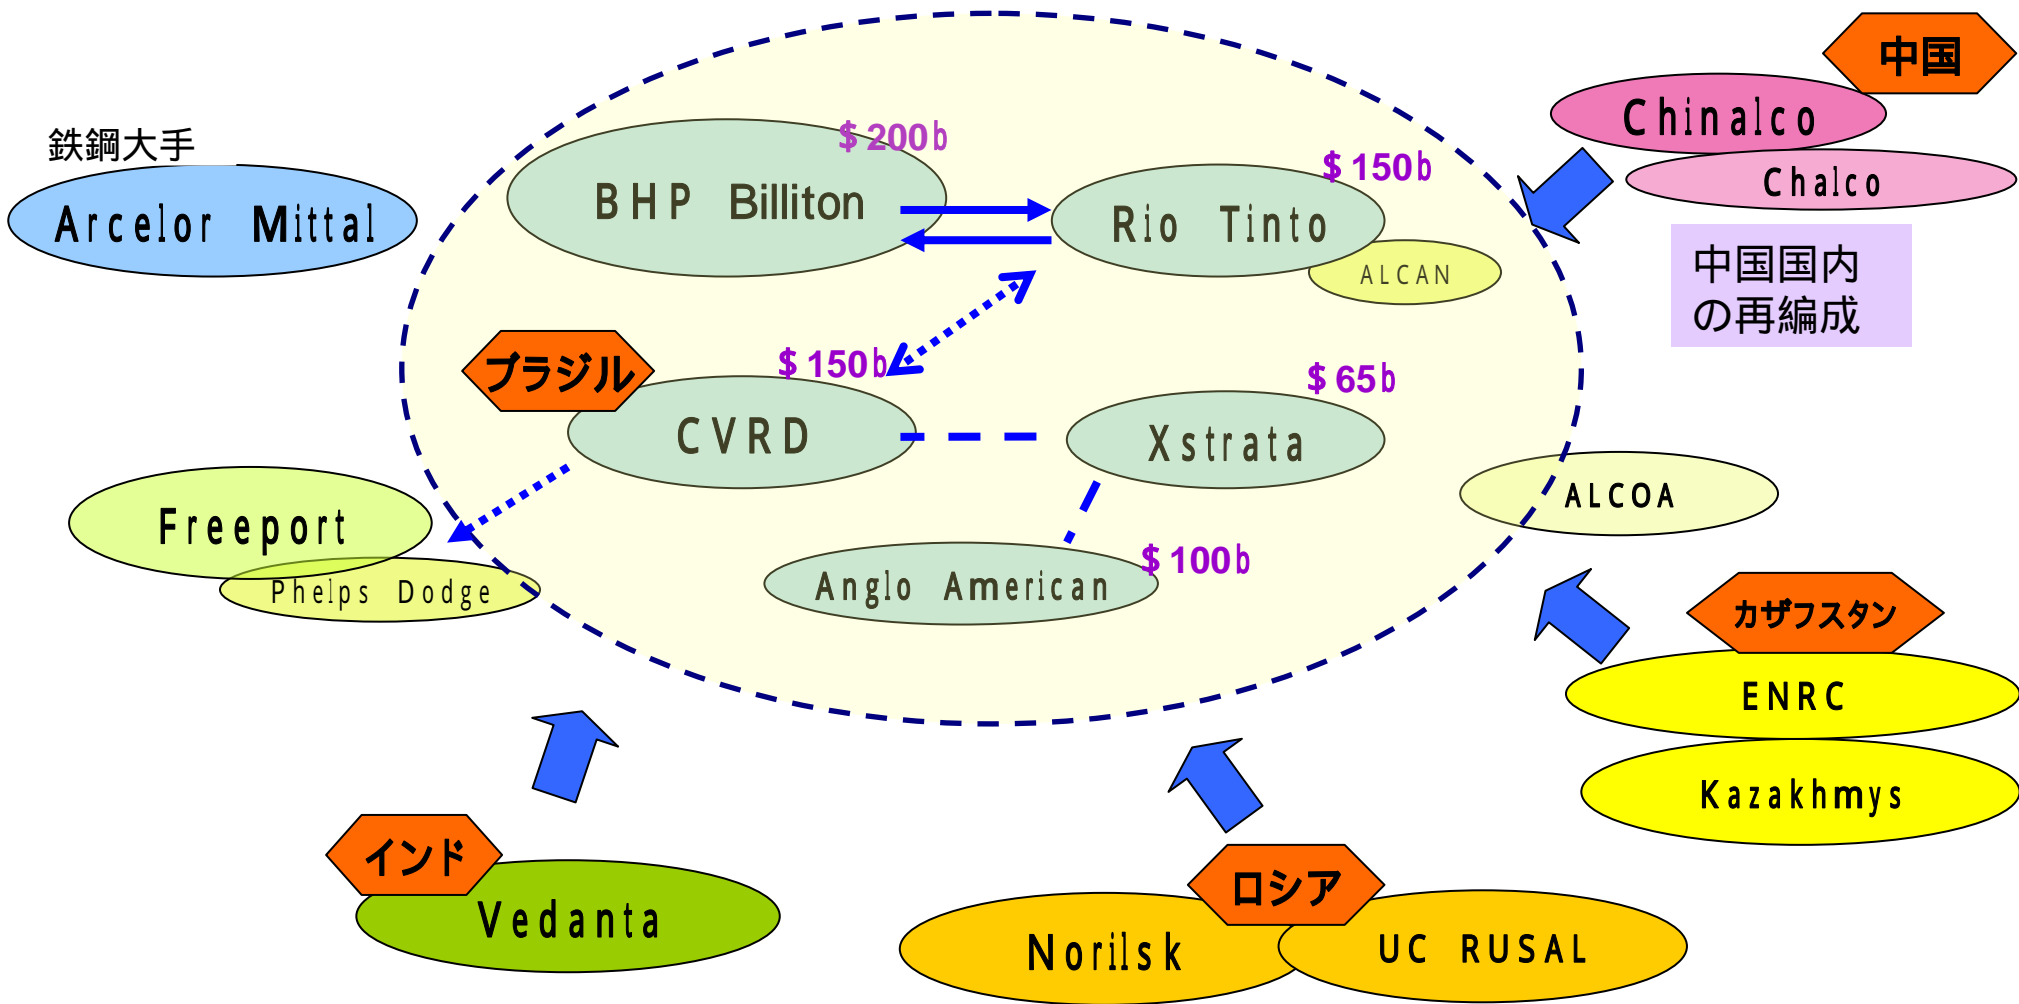 中国
Chinalco
Chalco
中国国内
の再編成
鉄鋼大手
Arcelor Mittal
$200b
BHP Billiton
$150b
Rio Tinto
ALCAN
ブラジル
$150b
CVRD
$65b
Xstrata
ALCOA
Freeport
Phelps Dodge
$100b
Anglo American
カザフスタン
ENRC
Kazakhmys
インド
Vedanta
ロシア
Norilsk
UC RUSAL